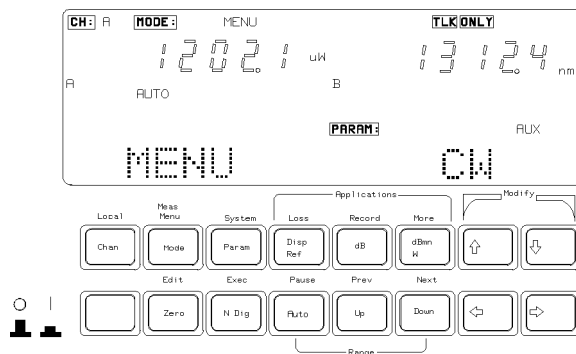 CH: A MODE: MENU TLK ONLY
1202.1 uW 1312.4 nm
A B
AUTO
PARAM: AUX
MENU CW
Applications Modify
Local Meas Menu System Loss Record More
Chan Mode Param Disp Ref dB dBmn W
Edit Exec Pause Prev Next
Zero N Dig Auto Up Down
Range